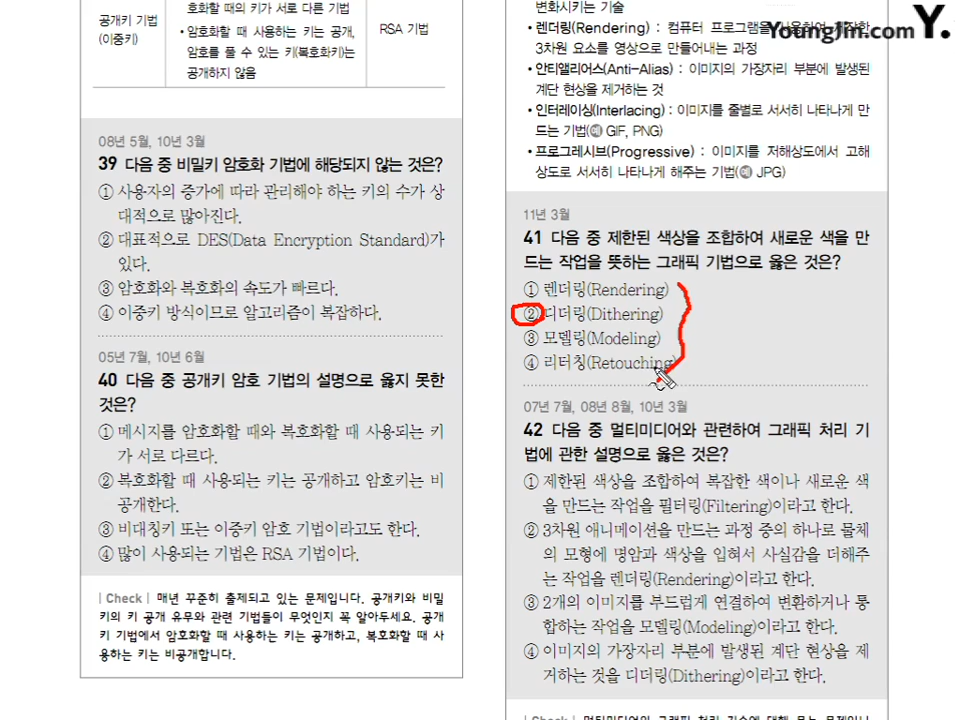 공개키 기법
(이중키)
호화할 때의 키가 서로 다른 기법
• 암호화할 때 사용하는 키는 공개,
암호를 풀 수 있는 키(복호화키)는
공개하지 않음
RSA 기법
08년 5월, 10년 3월
39 다음 중 비밀키 암호화 기법에 해당되지 않는 것은?
① 사용자의 증가에 따라 관리해야 하는 키의 수가 상
대적으로 많아진다.
② 대표적으로 DES(Data Encryption Standard)가
있다.
③ 암호화와 복호화의 속도가 빠르다.
④ 이중키 방식이므로 알고리즘이 복잡하다.
05년 7월, 10년 6월
40 다음 중 공개키 암호 기법의 설명으로 옳지 못한
것은?
① 메시지를 암호화할 때와 복호화할 때 사용되는 키
가 서로 다르다.
② 복호화할 때 사용되는 키는 공개하고 암호키는 비
공개한다.
③ 비대칭키 또는 이중키 암호 기법이라고도 한다.
④ 많이 사용되는 기법은 RSA 기법이다.
| Check | 매년 꾸준히 출제되고 있는 문제입니다. 공개키와 비밀
키의 키 공개 유무와 관련 기법들이 무엇인지 꼭 알아두세요. 공개
키 기법에서 암호화할 때 사용하는 키는 공개하고, 복호화할 때 사
용하는 키는 비공개합니다.
변화시키는 기술
• 렌더링(Rendering) : 컴퓨터 프로그램을 사용하여 제작한
3차원 요소를 영상으로 만들어내는 과정
Youngjin.com Y.
• 안티앨리어스(Anti-Alias) : 이미지의 가장자리 부분에 발생된
계단 현상을 제거하는 것
• 인터레이싱(Interlacing) : 이미지를 줄별로 서서히 나타나게 만
드는 기법(예 GIF, PNG)
• 프로그레시브(Progressive) : 이미지를 저해상도에서 고해
상도로 서서히 나타나게 해주는 기법(예 JPG)
11년 3월
41 다음 중 제한된 색상을 조합하여 새로운 색을 만
드는 작업을 뜻하는 그래픽 기법으로 옳은 것은?
① 렌더링(Rendering)
② 디더링(Dithering)
③ 모델링(Modeling)
④ 리터칭(Retouching)
07년 7월, 08년 8월, 10년 3월
42 다음 중 멀티미디어와 관련하여 그래픽 처리 기
법에 관한 설명으로 옳은 것은?
① 제한된 색상을 조합하여 복잡한 색이나 새로운 색
을 만드는 작업을 필터링(Filtering)이라고 한다.
② 3차원 애니메이션을 만드는 과정 중의 하나로 물체
의 모형에 명암과 색상을 입혀서 사실감을 더해주
는 작업을 렌더링(Rendering)이라고 한다.
③ 2개의 이미지를 부드럽게 연결하여 변환하거나 통
합하는 작업을 모델링(Modeling)이라고 한다.
④ 이미지의 가장자리 부분에 발생된 계단 현상을 제
거하는 것을 디더링(Dithering)이라고 한다.